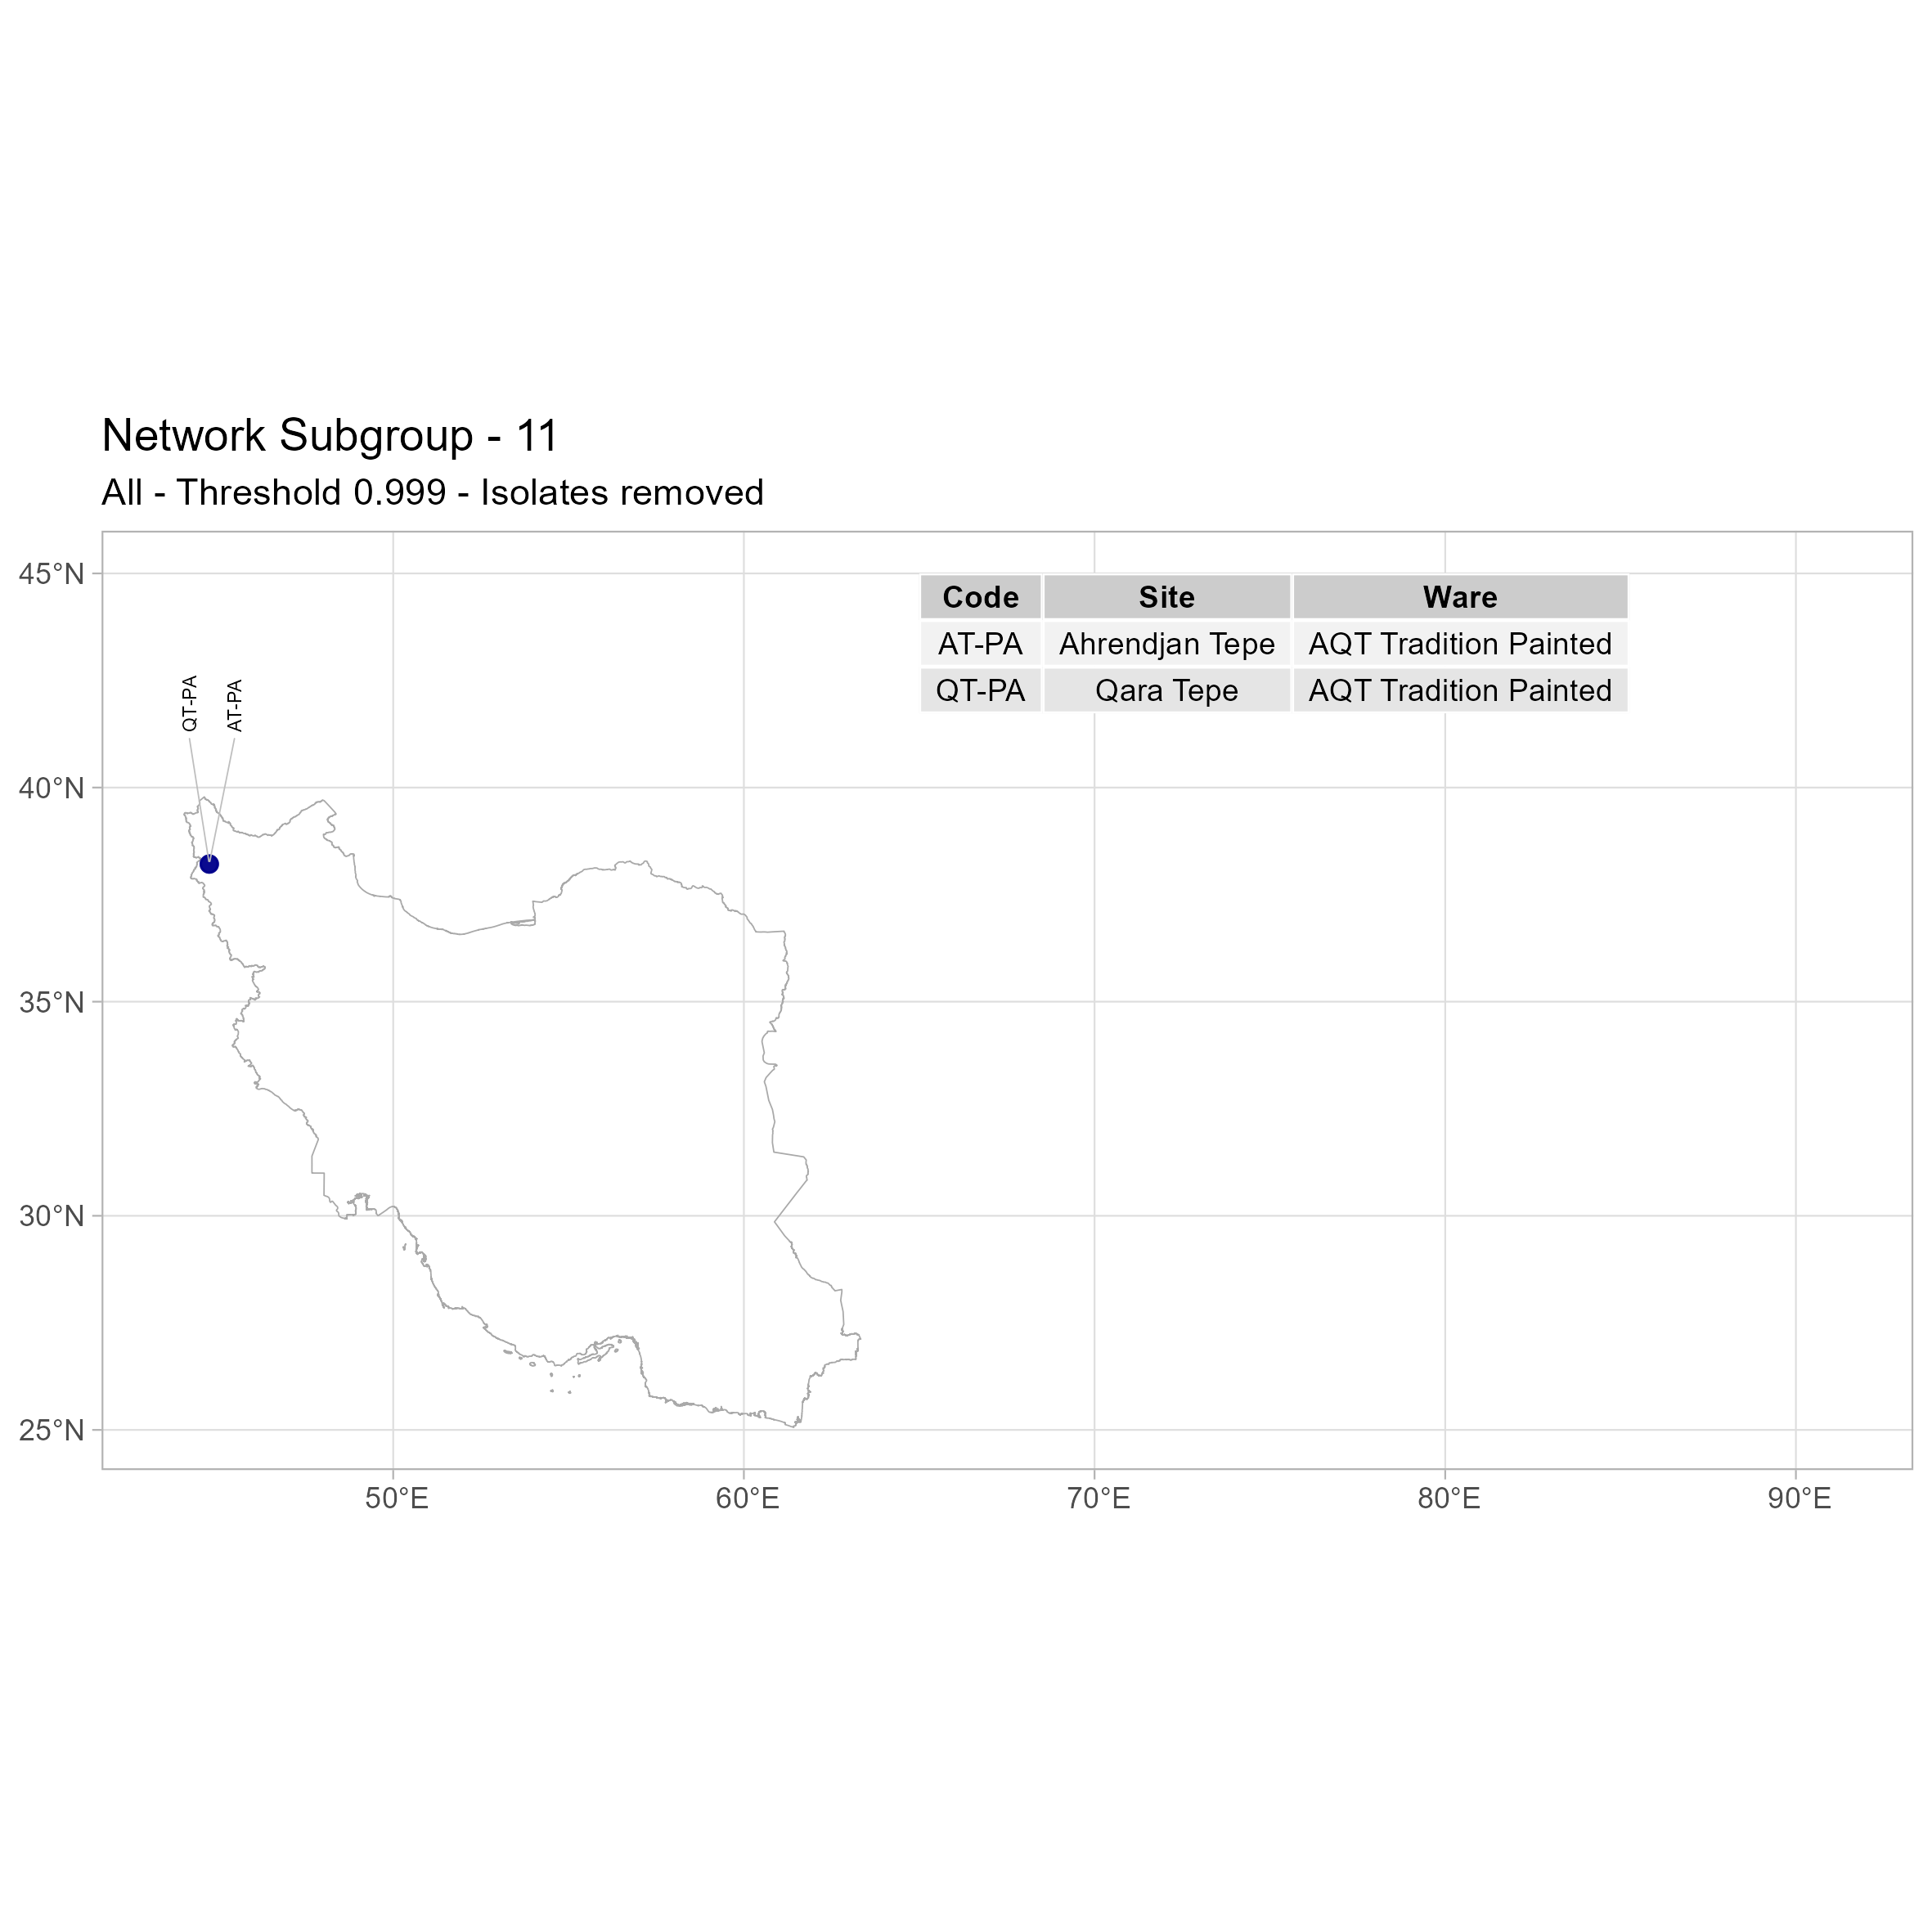 Network Subgroup - 11
All - Threshold 0.999 - Isolates removed
45°N
40°N
35°N
30°N
25°N
Code Site Ware
AT-PA Ahrendjan Tepe AQT Tradition Painted
QT-PA Qara Tepe AQT Tradition Painted
QT-PA
AT-PA
50°E 60°E 70°E 80°E 90°E